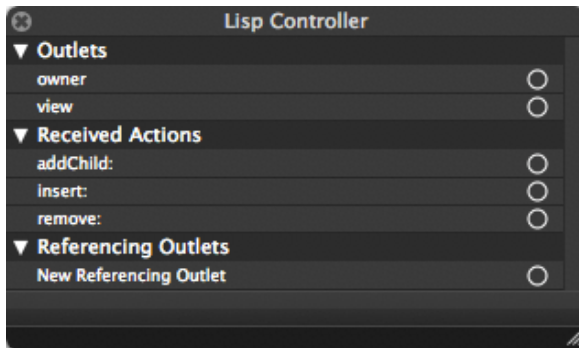 Lisp Controller
Outlets
owner
view
Received Actions
addChild:
insert:
remove:
Referencing Outlets
New Referencing Outlet